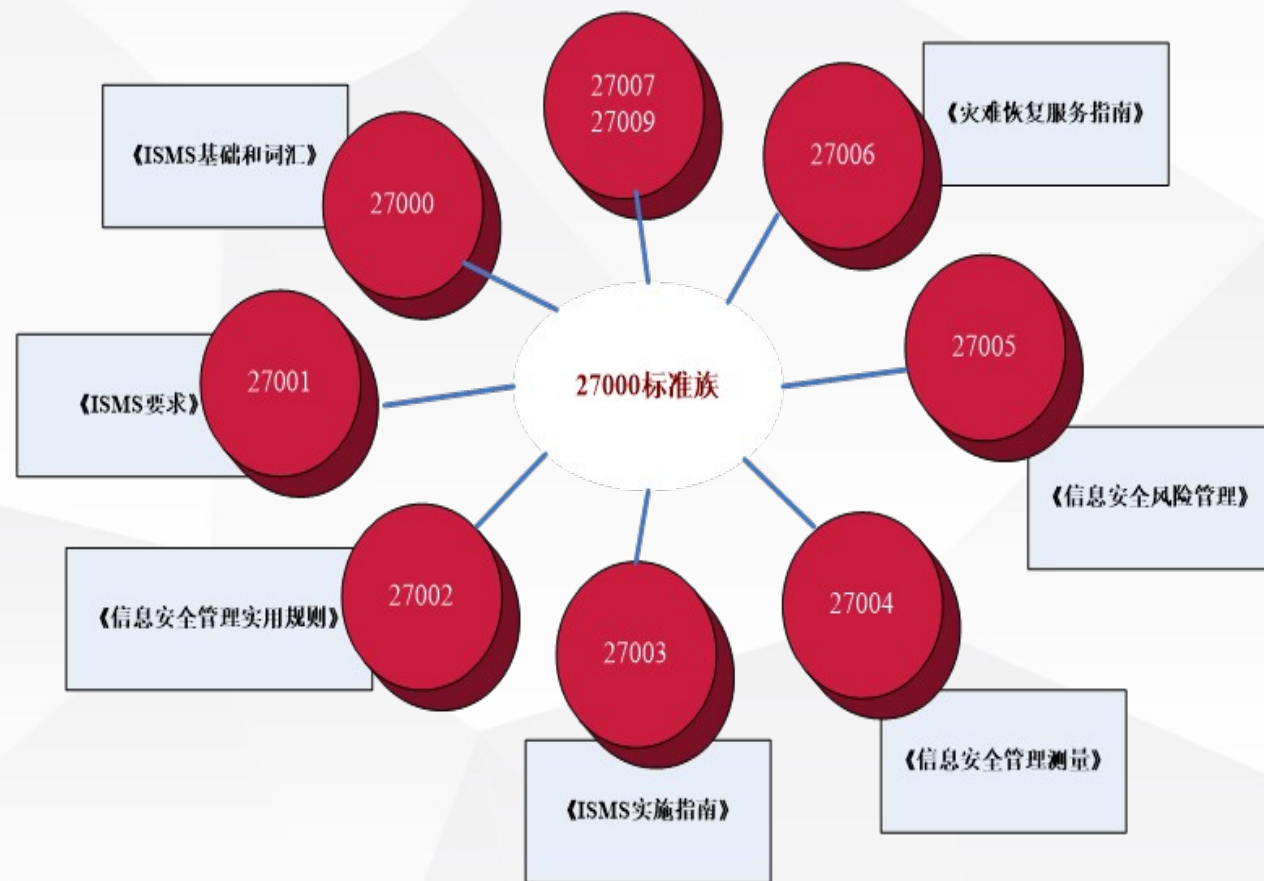 27007
27009
《灾难恢复服务指南》
27006
《ISMS基础和词汇》
27000
27005
27001
27000标准族
《ISMS要求》
《信息安全风险管理》
27002
27004
《信息安全管理实用规则》
27003
《信息安全管理测量》
《ISMS实施指南》